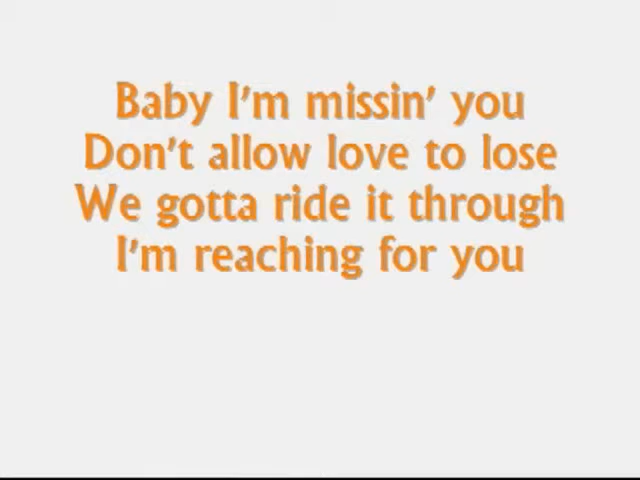 Baby I'm missin' you
Don't allow love to lose
We gotta ride it through
I'm reaching for you